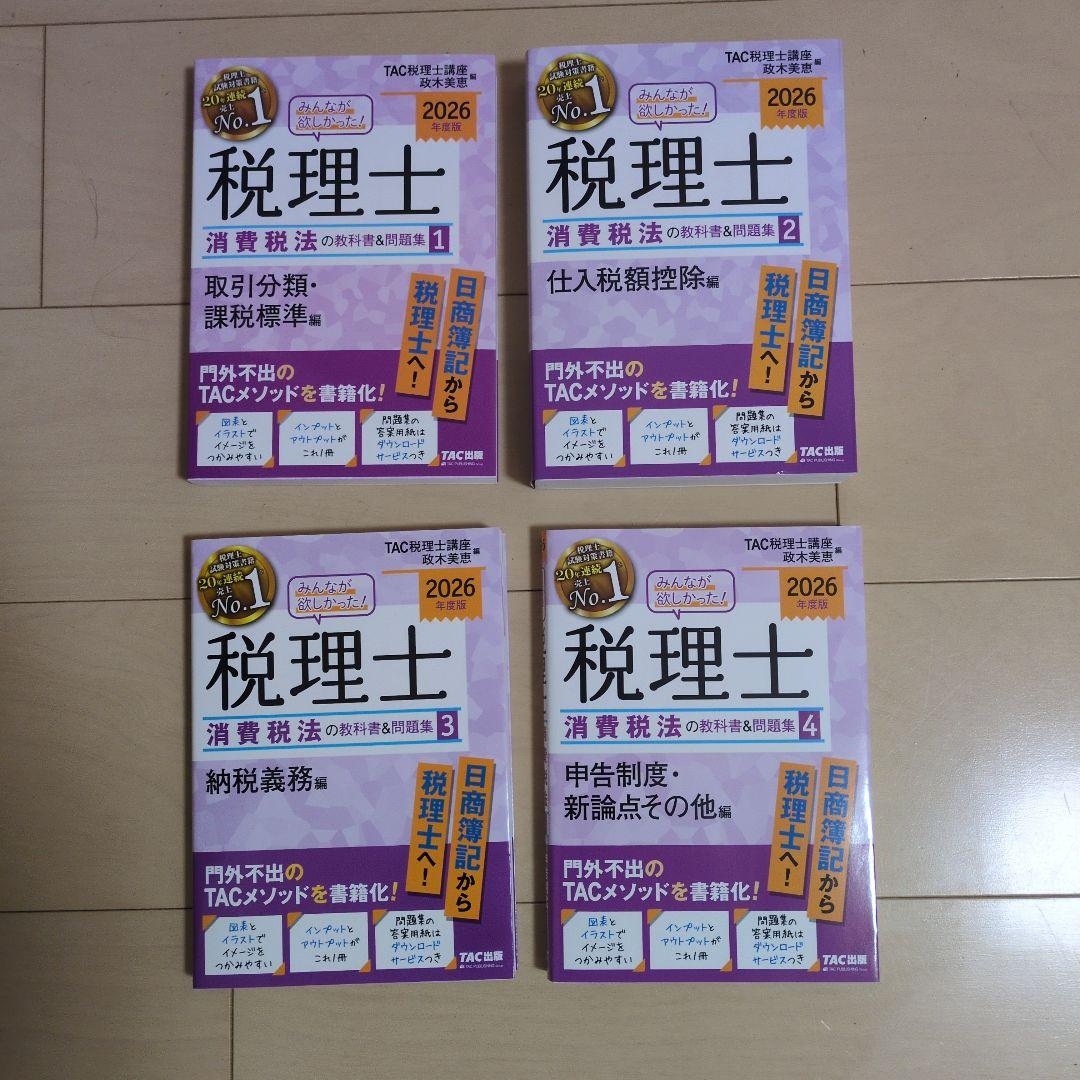 税理士
試験対策書籍
20年連続
売上
No.1
TAC税理士講座
政木美恵 編
みんなが
欲しかった!
2026
年度版
税理士
消費税法の教科書&問題集1
取引分類・
課税標準編
日商簿記から
税理士へ!
門外不出の
TACメソッドを書籍化!
図表と
イラストで
イメージを
つかみやすい
インプットと
アウトプットが
これ1冊
問題集の
答案用紙は
ダウンロード
サービスつき
TAC出版
TAC PUBLISHING Group
税理士
試験対策書籍
20年連続
売上
No.1
TAC税理士講座
政木美恵 編
みんなが
欲しかった!
2026
年度版
税理士
消費税法の教科書&問題集2
仕入税額控除編
日商簿記から
税理士へ!
門外不出の
TACメソッドを書籍化!
図表と
イラストで
イメージを
つかみやすい
インプットと
アウトプットが
これ1冊
問題集の
答案用紙は
ダウンロード
サービスつき
TAC出版
TAC PUBLISHING Group
税理士
試験対策書籍
20年連続
売上
No.1
TAC税理士講座
政木美恵 編
みんなが
欲しかった!
2026
年度版
税理士
消費税法の教科書&問題集3
納税義務編
日商簿記から
税理士へ!
門外不出の
TACメソッドを書籍化!
図表と
イラストで
イメージを
つかみやすい
インプットと
アウトプットが
これ1冊
問題集の
答案用紙は
ダウンロード
サービスつき
TAC出版
TAC PUBLISHING Group
税理士
試験対策書籍
20年連続
売上
No.1
TAC税理士講座
政木美恵 編
みんなが
欲しかった!
2026
年度版
税理士
消費税法の教科書&問題集4
申告制度・
新論点その他編
日商簿記から
税理士へ!
門外不出の
TACメソッドを書籍化!
図表と
イラストで
イメージを
つかみやすい
インプットと
アウトプットが
これ1冊
問題集の
答案用紙は
ダウンロード
サービスつき
TAC出版
TAC PUBLISHING Group